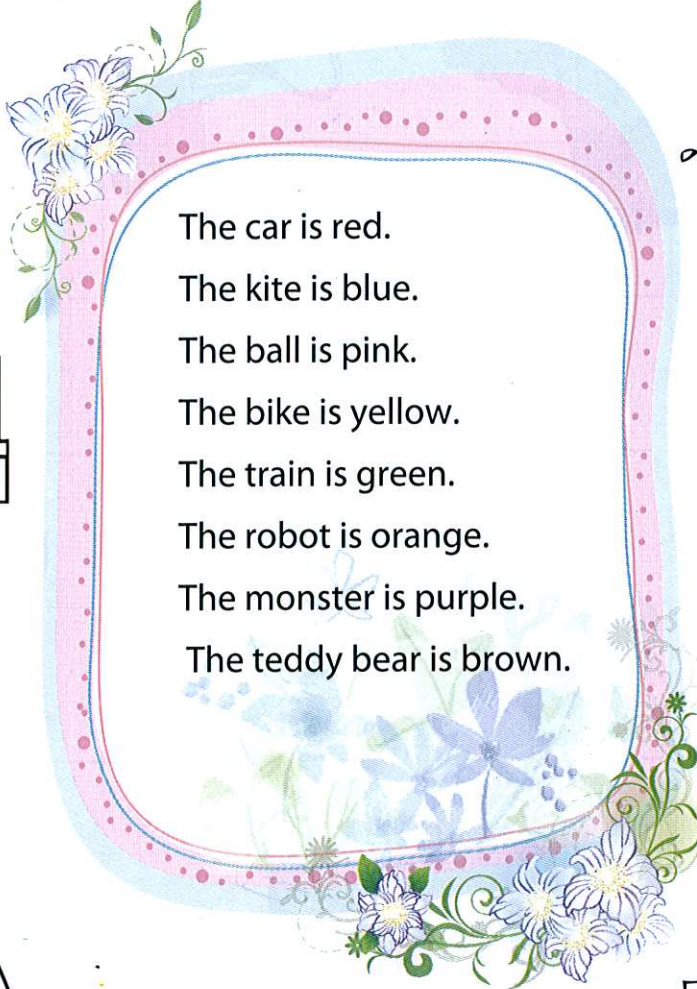 The car is red.
The kite is blue.
The ball is pink.
The bike is yellow.
The train is green.
The robot is orange.
The monster is purple.
The teddy bear is brown.